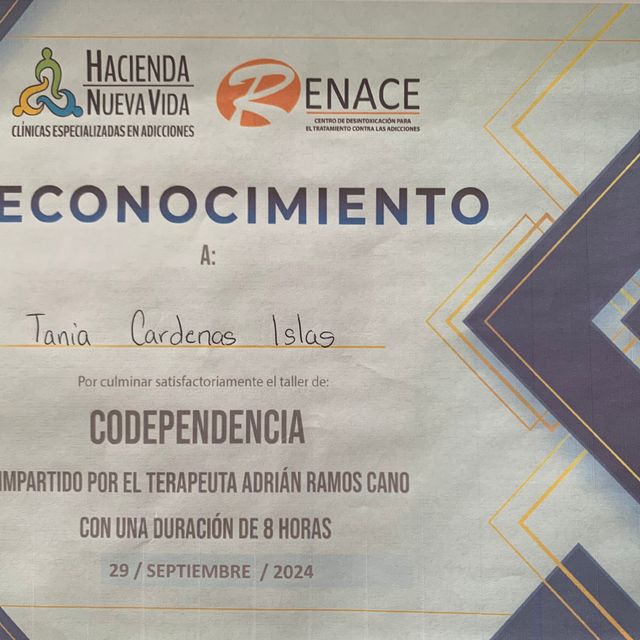 HACIENDA
NUEVA VIDA
CLÍNICAS ESPECIALIZADAS EN ADICCIONES
RENACE
CENTRO DE DESINTOXICACIÓN PARA
EL TRATAMIENTO CONTRA LAS ADICCIONES
ECONOCIMIENTO
A:
Tania Cardenas Islas
Por culminar satisfactoriamente el taller de:
CODEPENDENCIA
IMPARTIDO POR EL TERAPEUTA ADRIÁN RAMOS CANO
CON UNA DURACIÓN DE 8 HORAS
29 / SEPTIEMBRE / 2024